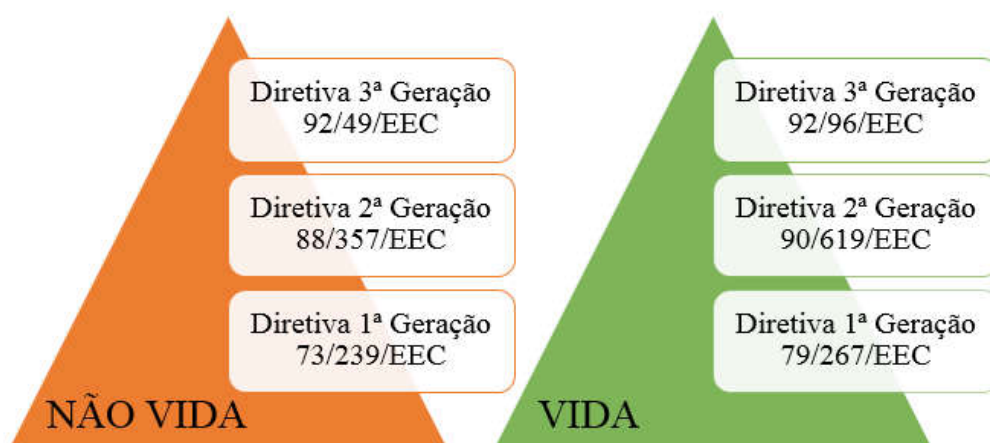 Diretiva 3ª Geração
92/49/EEC
Diretiva 2ª Geração
88/357/EEC
Diretiva 1ª Geração
73/239/EEC
NÃO VIDA
Diretiva 3ª Geração
92/96/EEC
Diretiva 2ª Geração
90/619/EEC
Diretiva 1ª Geração
79/267/EEC
VIDA